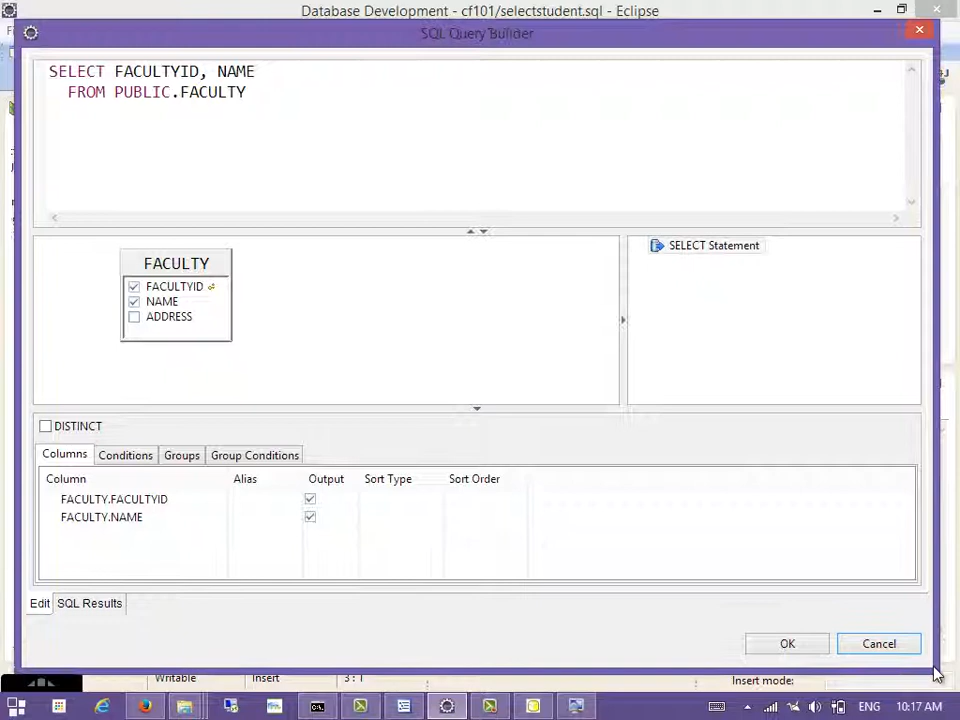 Database Development - cf101/selectstudent.sql - Eclipse
SQL Query Builder
SELECT FACULTYID, NAME
FROM PUBLIC.FACULTY
FACULTY
FACULTYID
NAME
ADDRESS
SELECT Statement
DISTINCT
Columns Conditions Groups Group Conditions
Column Alias Output Sort Type Sort Order
FACULTY.FACULTYID
FACULTY.NAME
Edit SQL Results
OK Cancel
Writable Insert 3 : 1 Insert mode:
ENG 10:17 AM